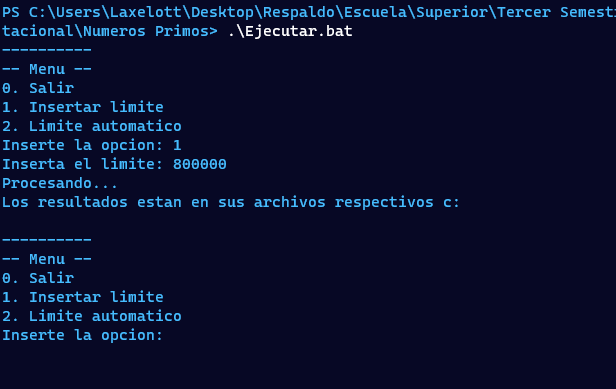 PS C:\Users\Laxelott\Desktop\Respaldo\Escuela\Superior\Tercer Semestr
tacional\Numeros Primos> .\Ejecutar.bat
----------
-- Menu --
0. Salir
1. Insertar limite
2. Limite automatico
Inserte la opcion: 1
Inserta el limite: 800000
Procesando...
Los resultados estan en sus archivos respectivos c:
----------
-- Menu --
0. Salir
1. Insertar limite
2. Limite automatico
Inserte la opcion: